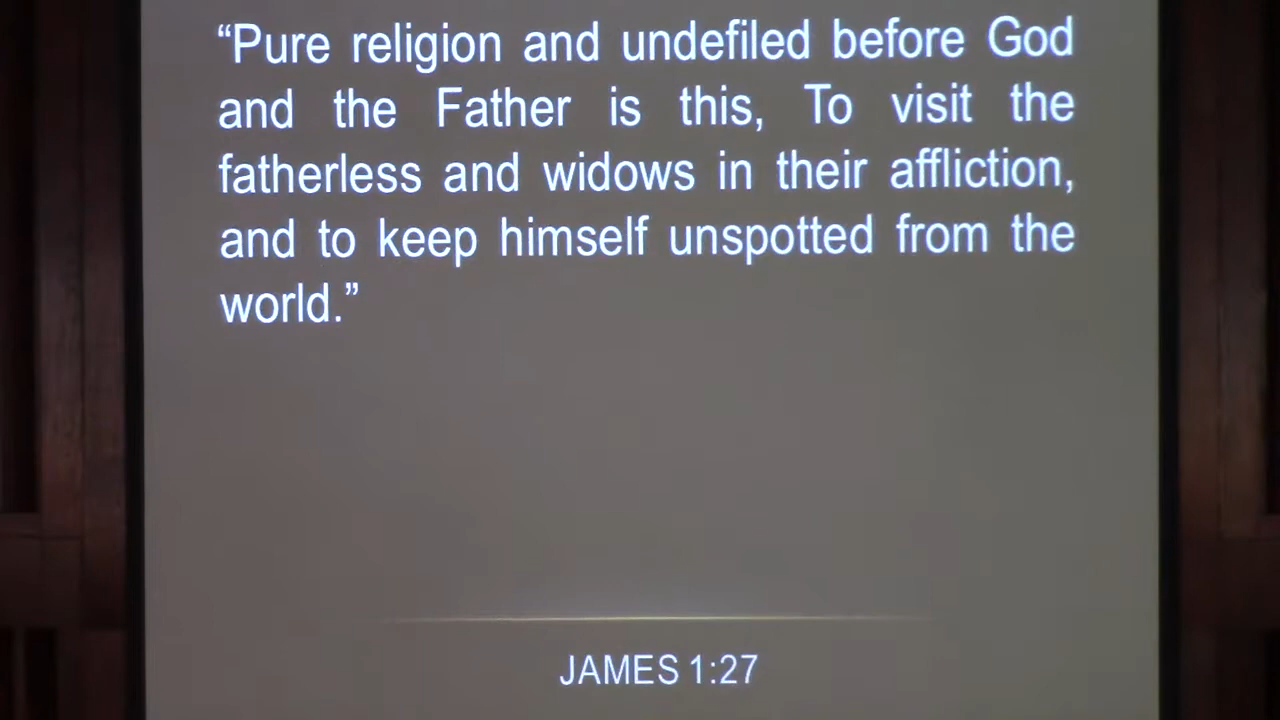 “Pure religion and undefiled before God
and the Father is this, To visit the
fatherless and widows in their affliction,
and to keep himself unspotted from the
world.”
JAMES 1:27